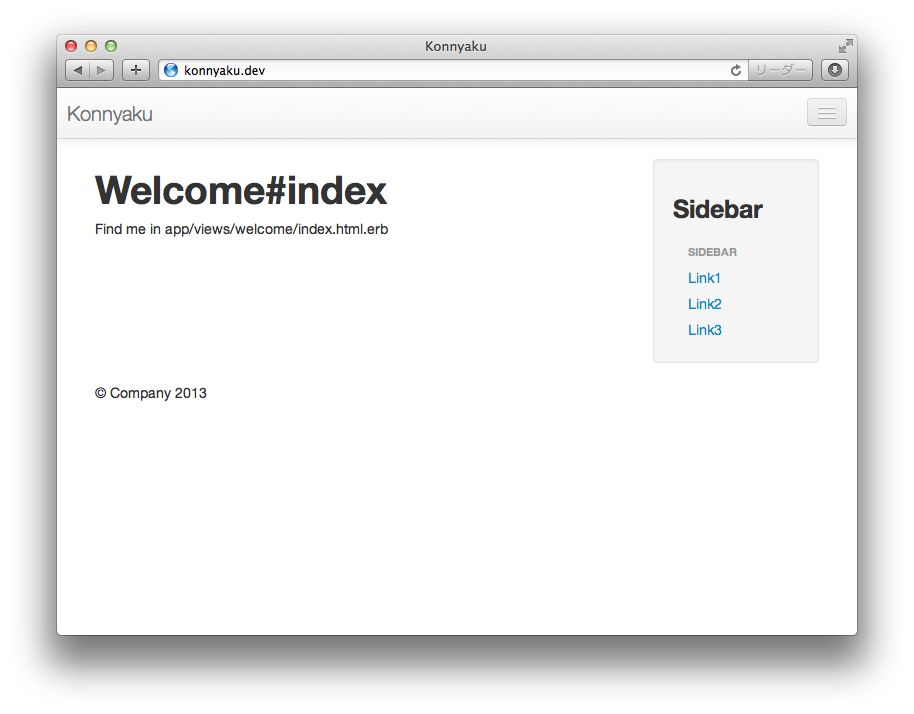 Konnyaku
konnyaku.dev
リーダー
Konnyaku
Welcome#index
Find me in app/views/welcome/index.html.erb
Sidebar
SIDEBAR
Link1
Link2
Link3
© Company 2013